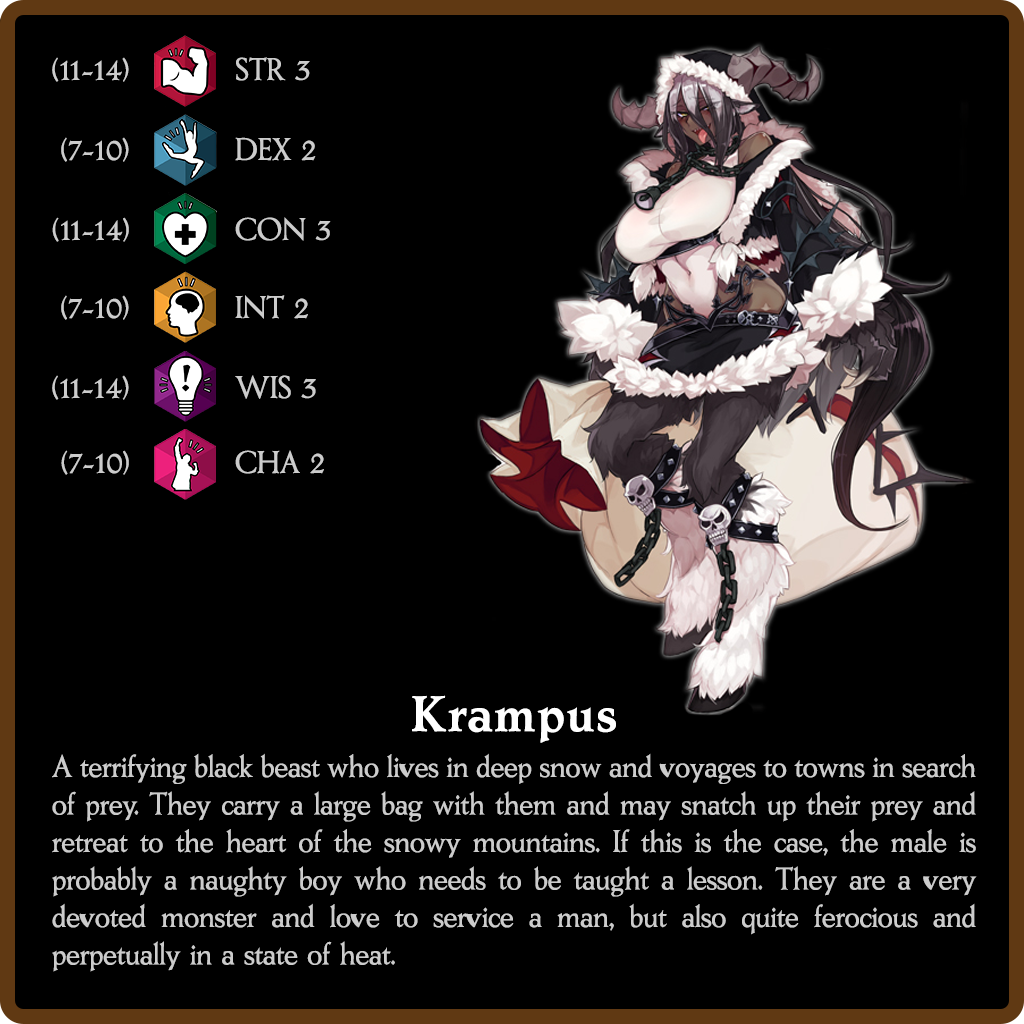 (11-14) STR 3
(7-10) DEX 2
(11-14) CON 3
(7-10) INT 2
(11-14) WIS 3
(7-10) CHA 2
Krampus
A terrifying black beast who lives in deep snow and voyages to towns in search
of prey. They carry a large bag with them and may snatch up their prey and
retreat to the heart of the snowy mountains. If this is the case, the male is
probably a naughty boy who needs to be taught a lesson. They are a very
devoted monster and love to service a man, but also quite ferocious and
perpetually in a state of heat.